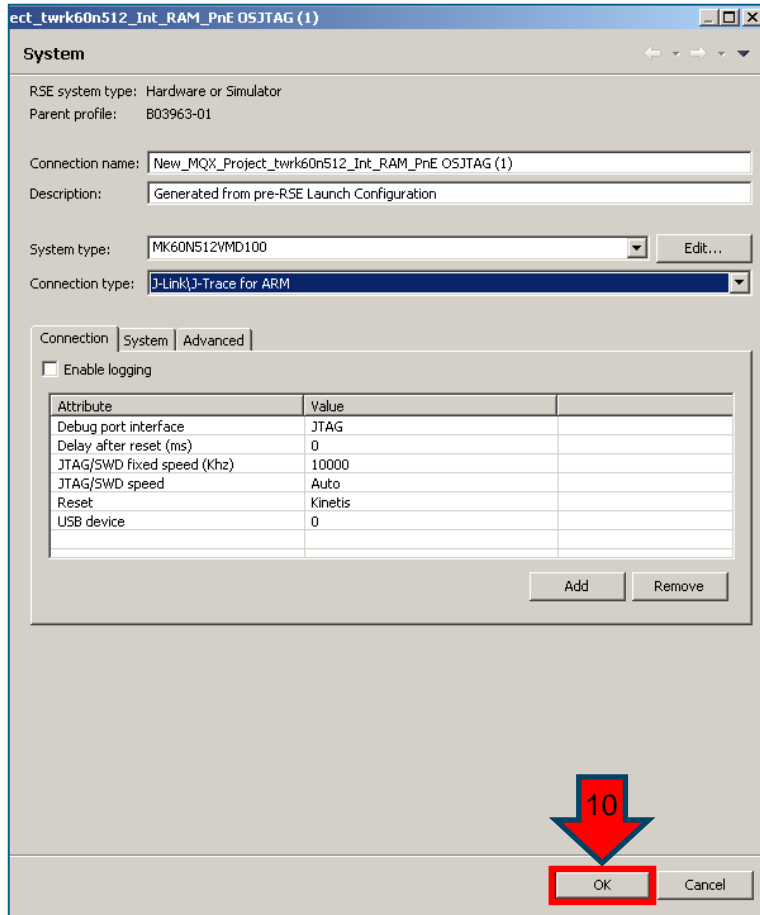 ect_twrk60n512_Int_RAM_PnE OSJTAG (1)
System
RSE system type: Hardware or Simulator
Parent profile: B03963-01
Connection name: New_MQX_Project_twrk60n512_Int_RAM_PnE OSJTAG (1)
Description: Generated from pre-RSE Launch Configuration
System type: MK60N512VMD100 Edit...
Connection type: J-Link\J-Trace for ARM
Connection System Advanced
Enable logging
Attribute Value
Debug port interface JTAG
Delay after reset (ms) 0
JTAG/SWD fixed speed (Khz) 10000
JTAG/SWD speed Auto
Reset Kinetis
USB device 0
Add Remove
10
OK Cancel